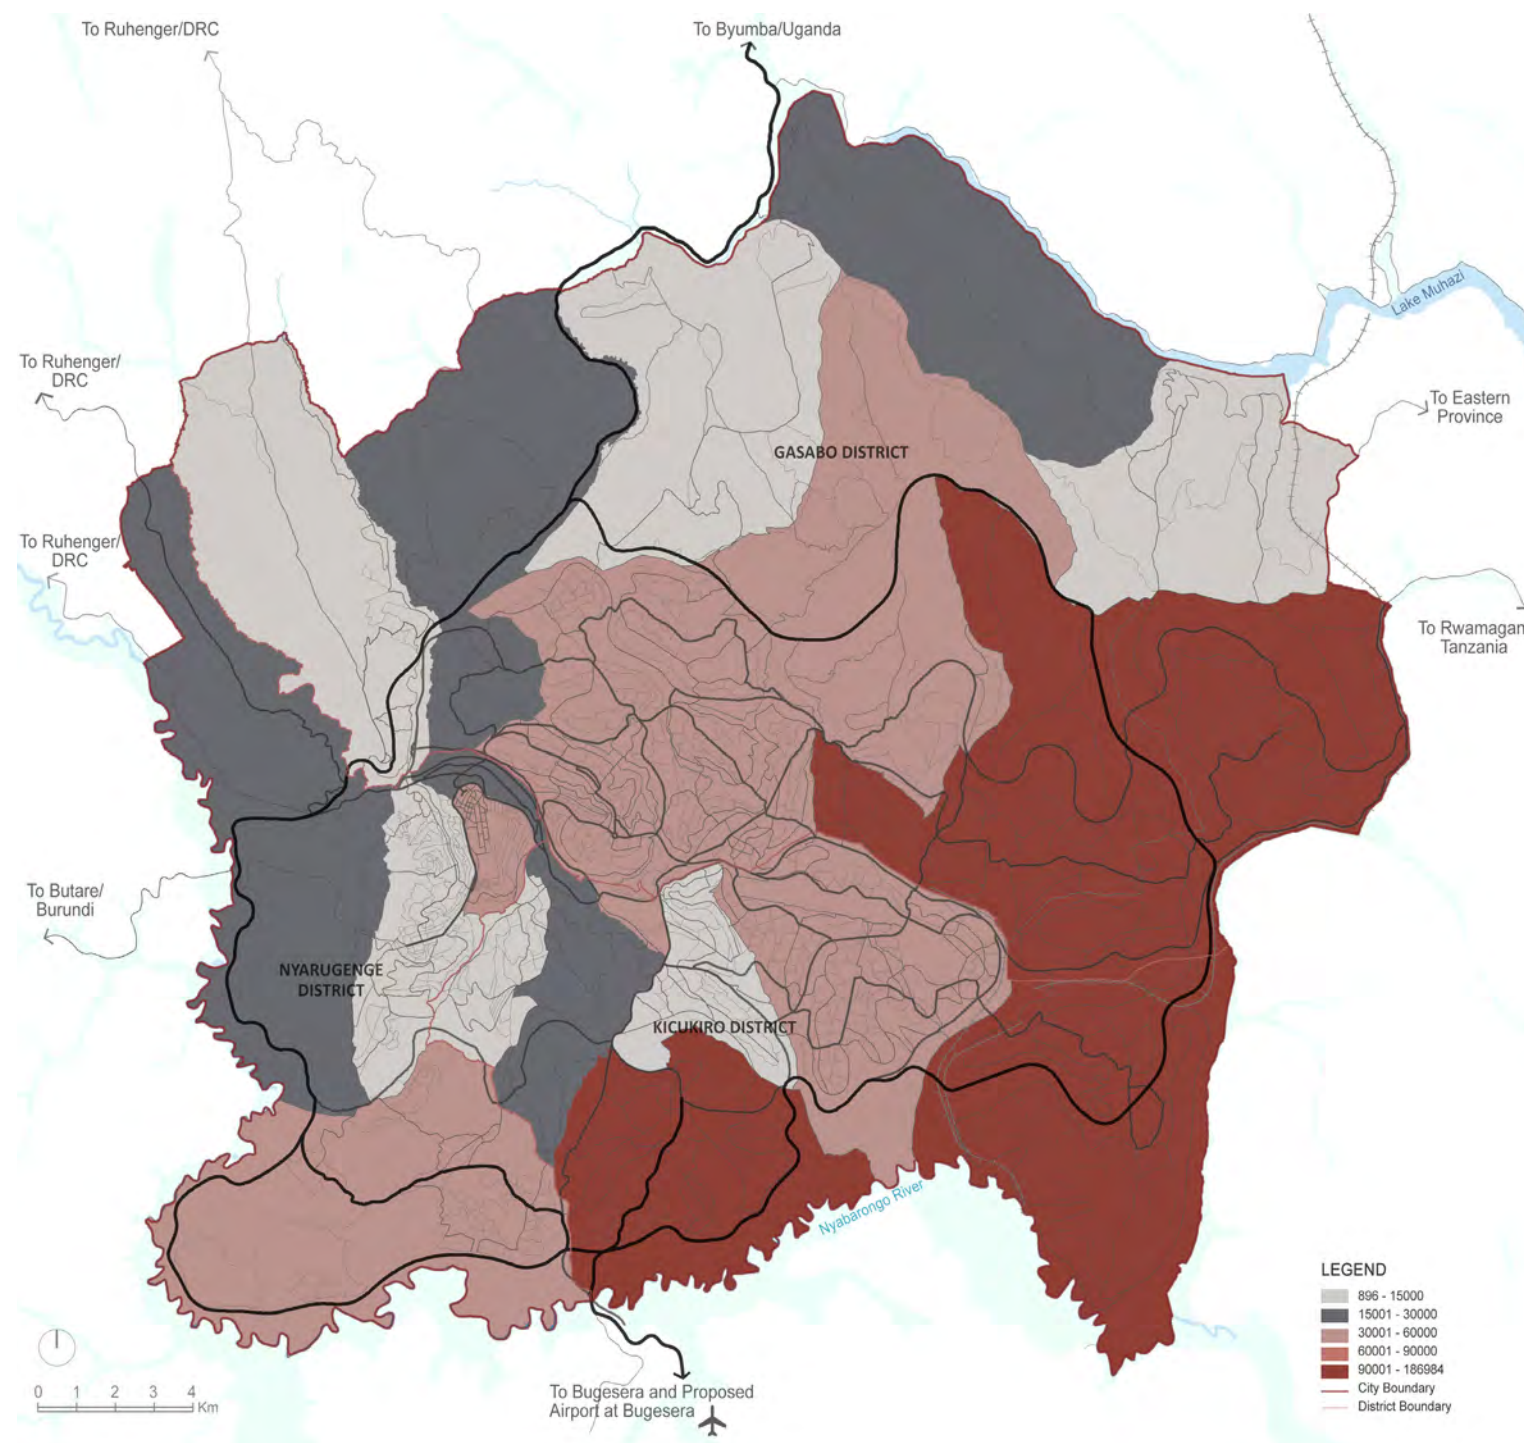 To Ruhenger/DRC
To Byumba/Uganda
Lake Muhazi
To Ruhenger/
DRC
To Eastern
Province
GASABO DISTRICT
To Ruhenger/
DRC
To Rwamagan
Tanzania
To Butare/
Burundi
NYARUGENGE
DISTRICT
KICUKIRO DISTRICT
Nyabarongo River
LEGEND
896 - 15000
15001 - 30000
30001 - 60000
60001 - 90000
90001 - 186984
City Boundary
District Boundary
0 1 2 3 4
Km
To Bugesera and Proposed
Airport at Bugesera